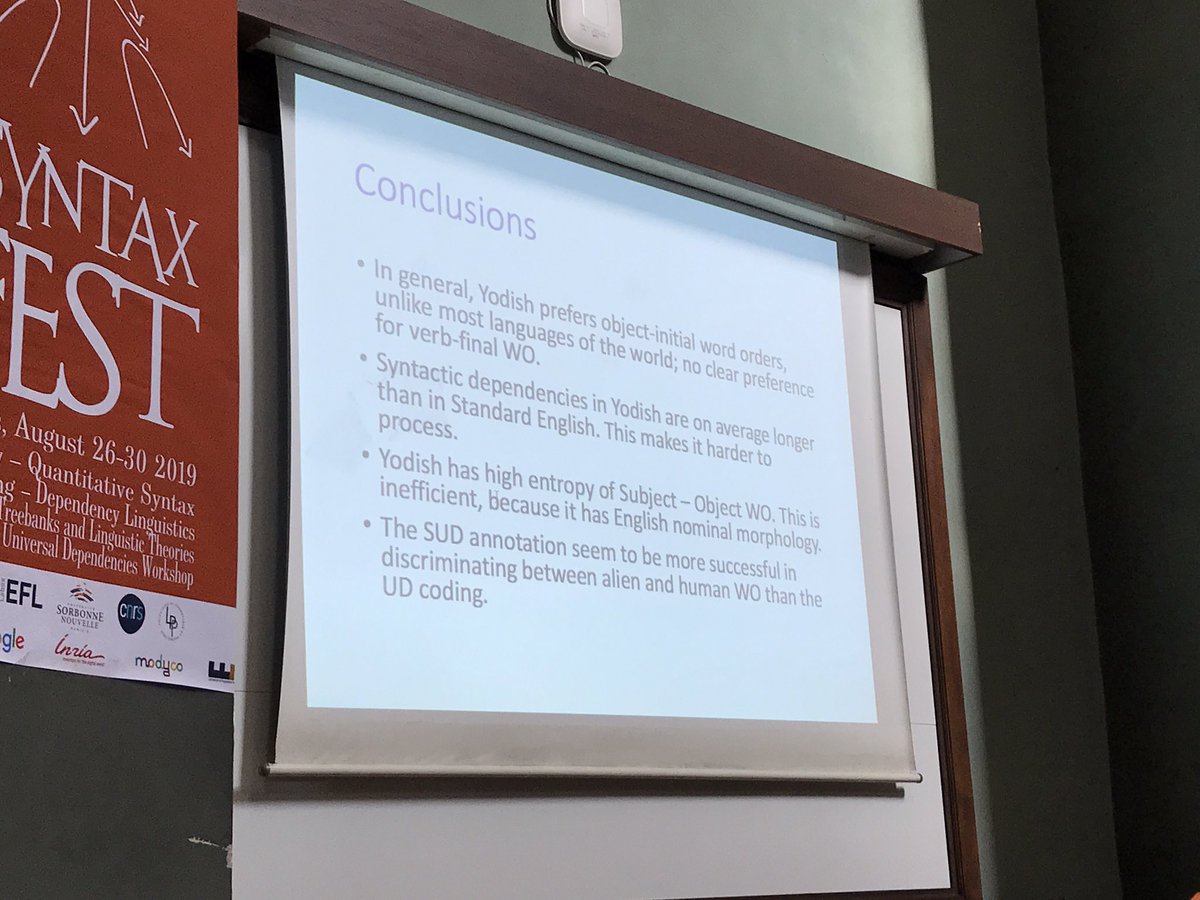 SYNTAX
FEST
August 26-30 2019
– Quantitative Syntax
– Dependency Linguistics
Treebanks and Linguistic Theories
Universal Dependencies Workshop
EFL
SORBONNE
NOUVELLE
cnrs
LPP
Inria
modyco
Conclusions
• In general, Yodish prefers object-initial word orders,
unlike most languages of the world; no clear preference
for verb-final WO.
• Syntactic dependencies in Yodish are on average longer
than in Standard English. This makes it harder to
process.
• Yodish has high entropy of Subject – Object WO. This is
inefficient, because it has English nominal morphology.
• The SUD annotation seem to be more successful in
discriminating between alien and human WO than the
UD coding.